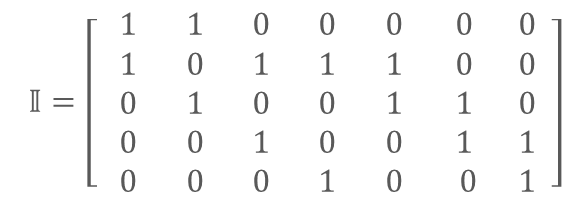 1 1 0 0 0 0 0
1 0 1 1 1 0 0
𝕀 = 0 1 0 0 1 1 0
0 0 1 0 0 1 1
0 0 0 1 0 0 1